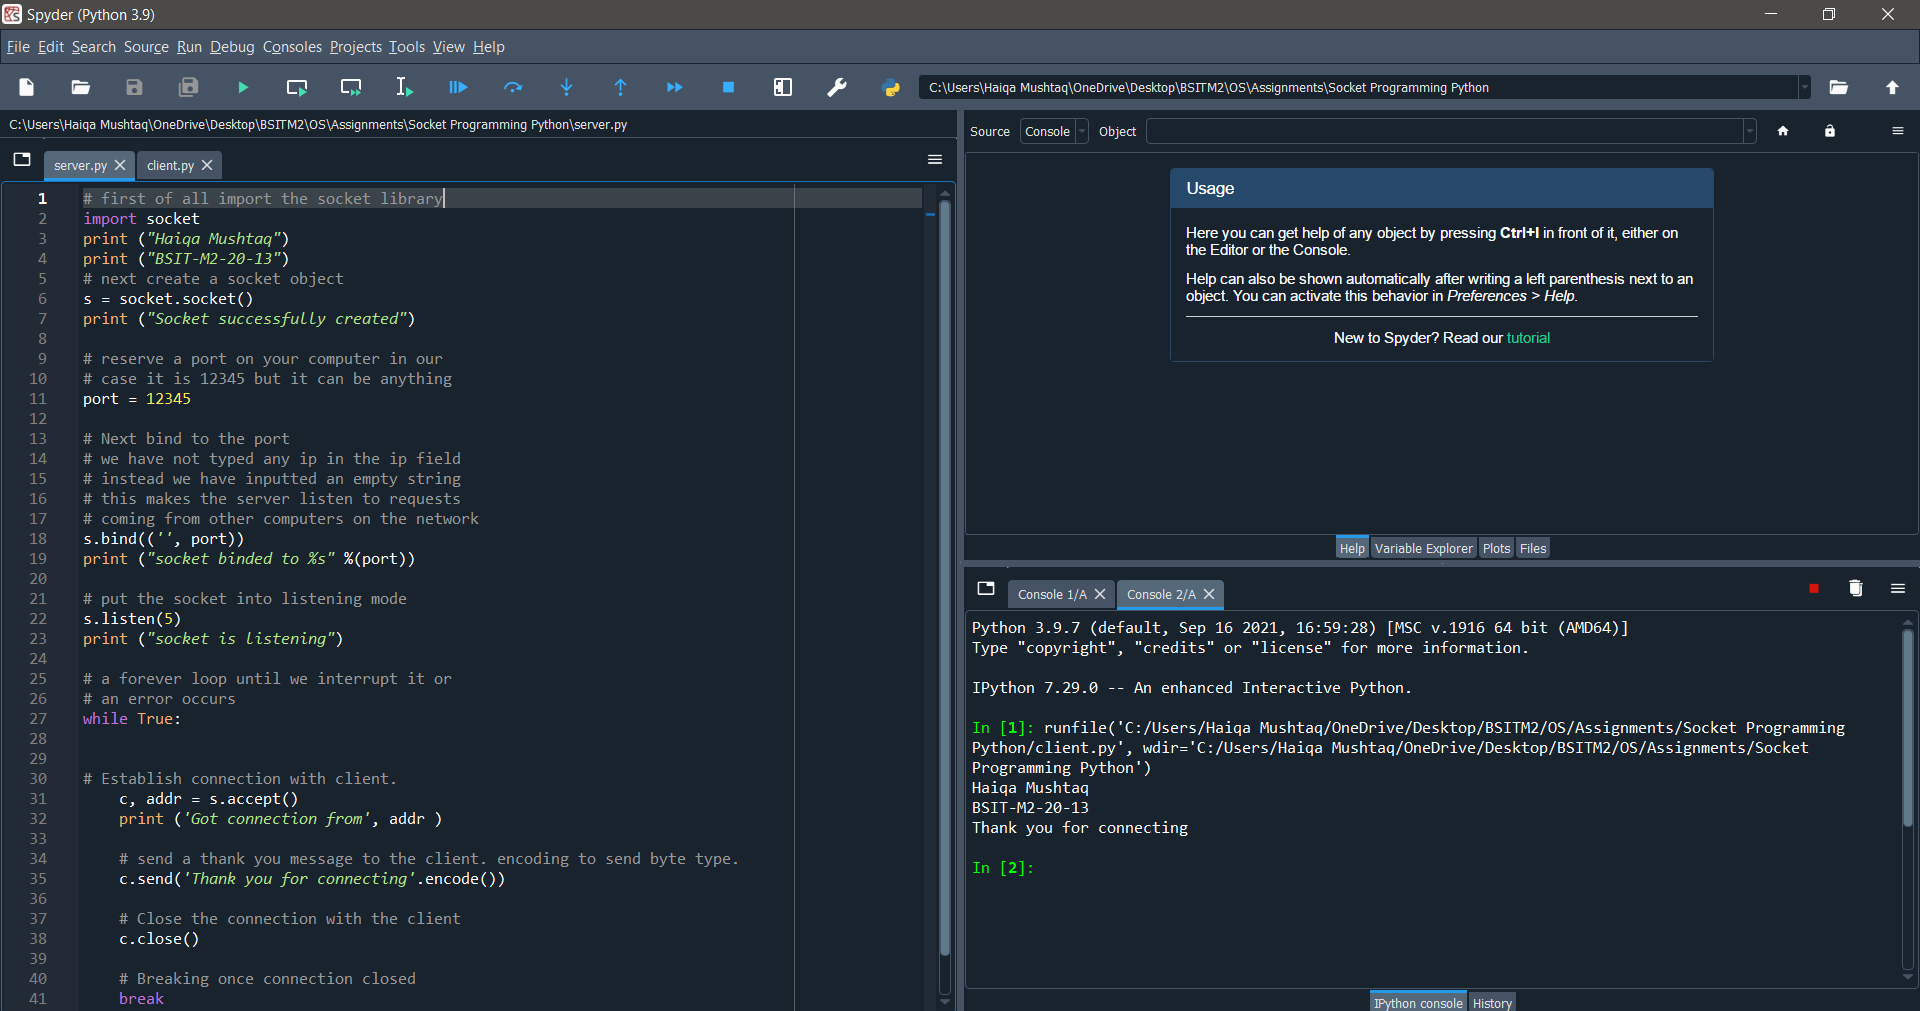 Spyder (Python 3.9)
File Edit Search Source Run Debug Consoles Projects Tools View Help
C:\Users\Haiqa Mushtaq\OneDrive\Desktop\BSITM2\OS\Assignments\Socket Programming Python
C:\Users\Haiqa Mushtaq\OneDrive\Desktop\BSITM2\OS\Assignments\Socket Programming Python\server.py
server.py client.py
1 # first of all import the socket library
2 import socket
3 print ("Haiqa Mushtaq")
4 print ("BSIT-M2-20-13")
5 # next create a socket object
6 s = socket.socket()
7 print ("Socket successfully created")
8
9 # reserve a port on your computer in our
10 # case it is 12345 but it can be anything
11 port = 12345
12
13 # Next bind to the port
14 # we have not typed any ip in the ip field
15 # instead we have inputted an empty string
16 # this makes the server listen to requests
17 # coming from other computers on the network
18 s.bind(('', port))
19 print ("socket binded to %s" %(port))
20
21 # put the socket into listening mode
22 s.listen(5)
23 print ("socket is listening")
24
25 # a forever loop until we interrupt it or
26 # an error occurs
27 while True:
28
29
30 # Establish connection with client.
31 c, addr = s.accept()
32 print ('Got connection from', addr )
33
34 # send a thank you message to the client. encoding to send byte type.
35 c.send('Thank you for connecting'.encode())
36
37 # Close the connection with the client
38 c.close()
39
40 # Breaking once connection closed
41 break
Source Console Object
Usage
Here you can get help of any object by pressing Ctrl+I in front of it, either on
the Editor or the Console.
Help can also be shown automatically after writing a left parenthesis next to an
object. You can activate this behavior in Preferences > Help.
New to Spyder? Read our tutorial
Help Variable Explorer Plots Files
Console 1/A Console 2/A
Python 3.9.7 (default, Sep 16 2021, 16:59:28) [MSC v.1916 64 bit (AMD64)]
Type "copyright", "credits" or "license" for more information.
IPython 7.29.0 -- An enhanced Interactive Python.
In [1]: runfile('C:/Users/Haiqa Mushtaq/OneDrive/Desktop/BSITM2/OS/Assignments/Socket Programming
Python/client.py', wdir='C:/Users/Haiqa Mushtaq/OneDrive/Desktop/BSITM2/OS/Assignments/Socket
Programming Python')
Haiqa Mushtaq
BSIT-M2-20-13
Thank you for connecting
In [2]:
IPython console History